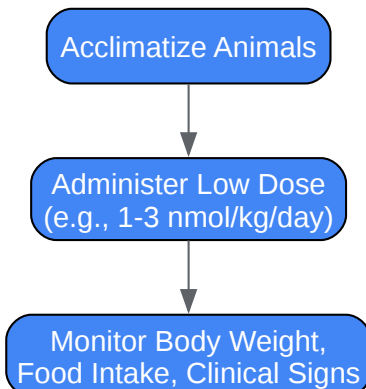 Acclimatize Animals
Administer Low Dose
(e.g., 1-3 nmol/kg/day)
Monitor Body Weight,
Food Intake, Clinical Signs